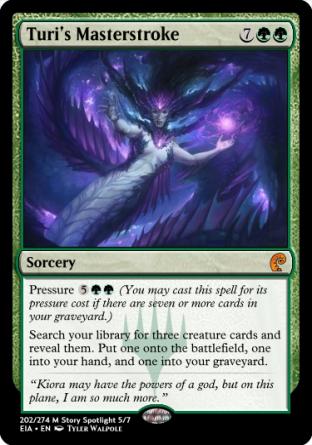 Turi's Masterstroke 7
Sorcery
Pressure 5 (You may cast this spell for its
pressure cost if there are seven or more cards in
your graveyard.)
Search your library for three creature cards and
reveal them. Put one onto the battlefield, one
into your hand, and one into your graveyard.
“Kiora may have the powers of a god, but on this
plane, I am so much more.”
202/274 M Story Spotlight 5/7
EIA • EN Tyler Walpole